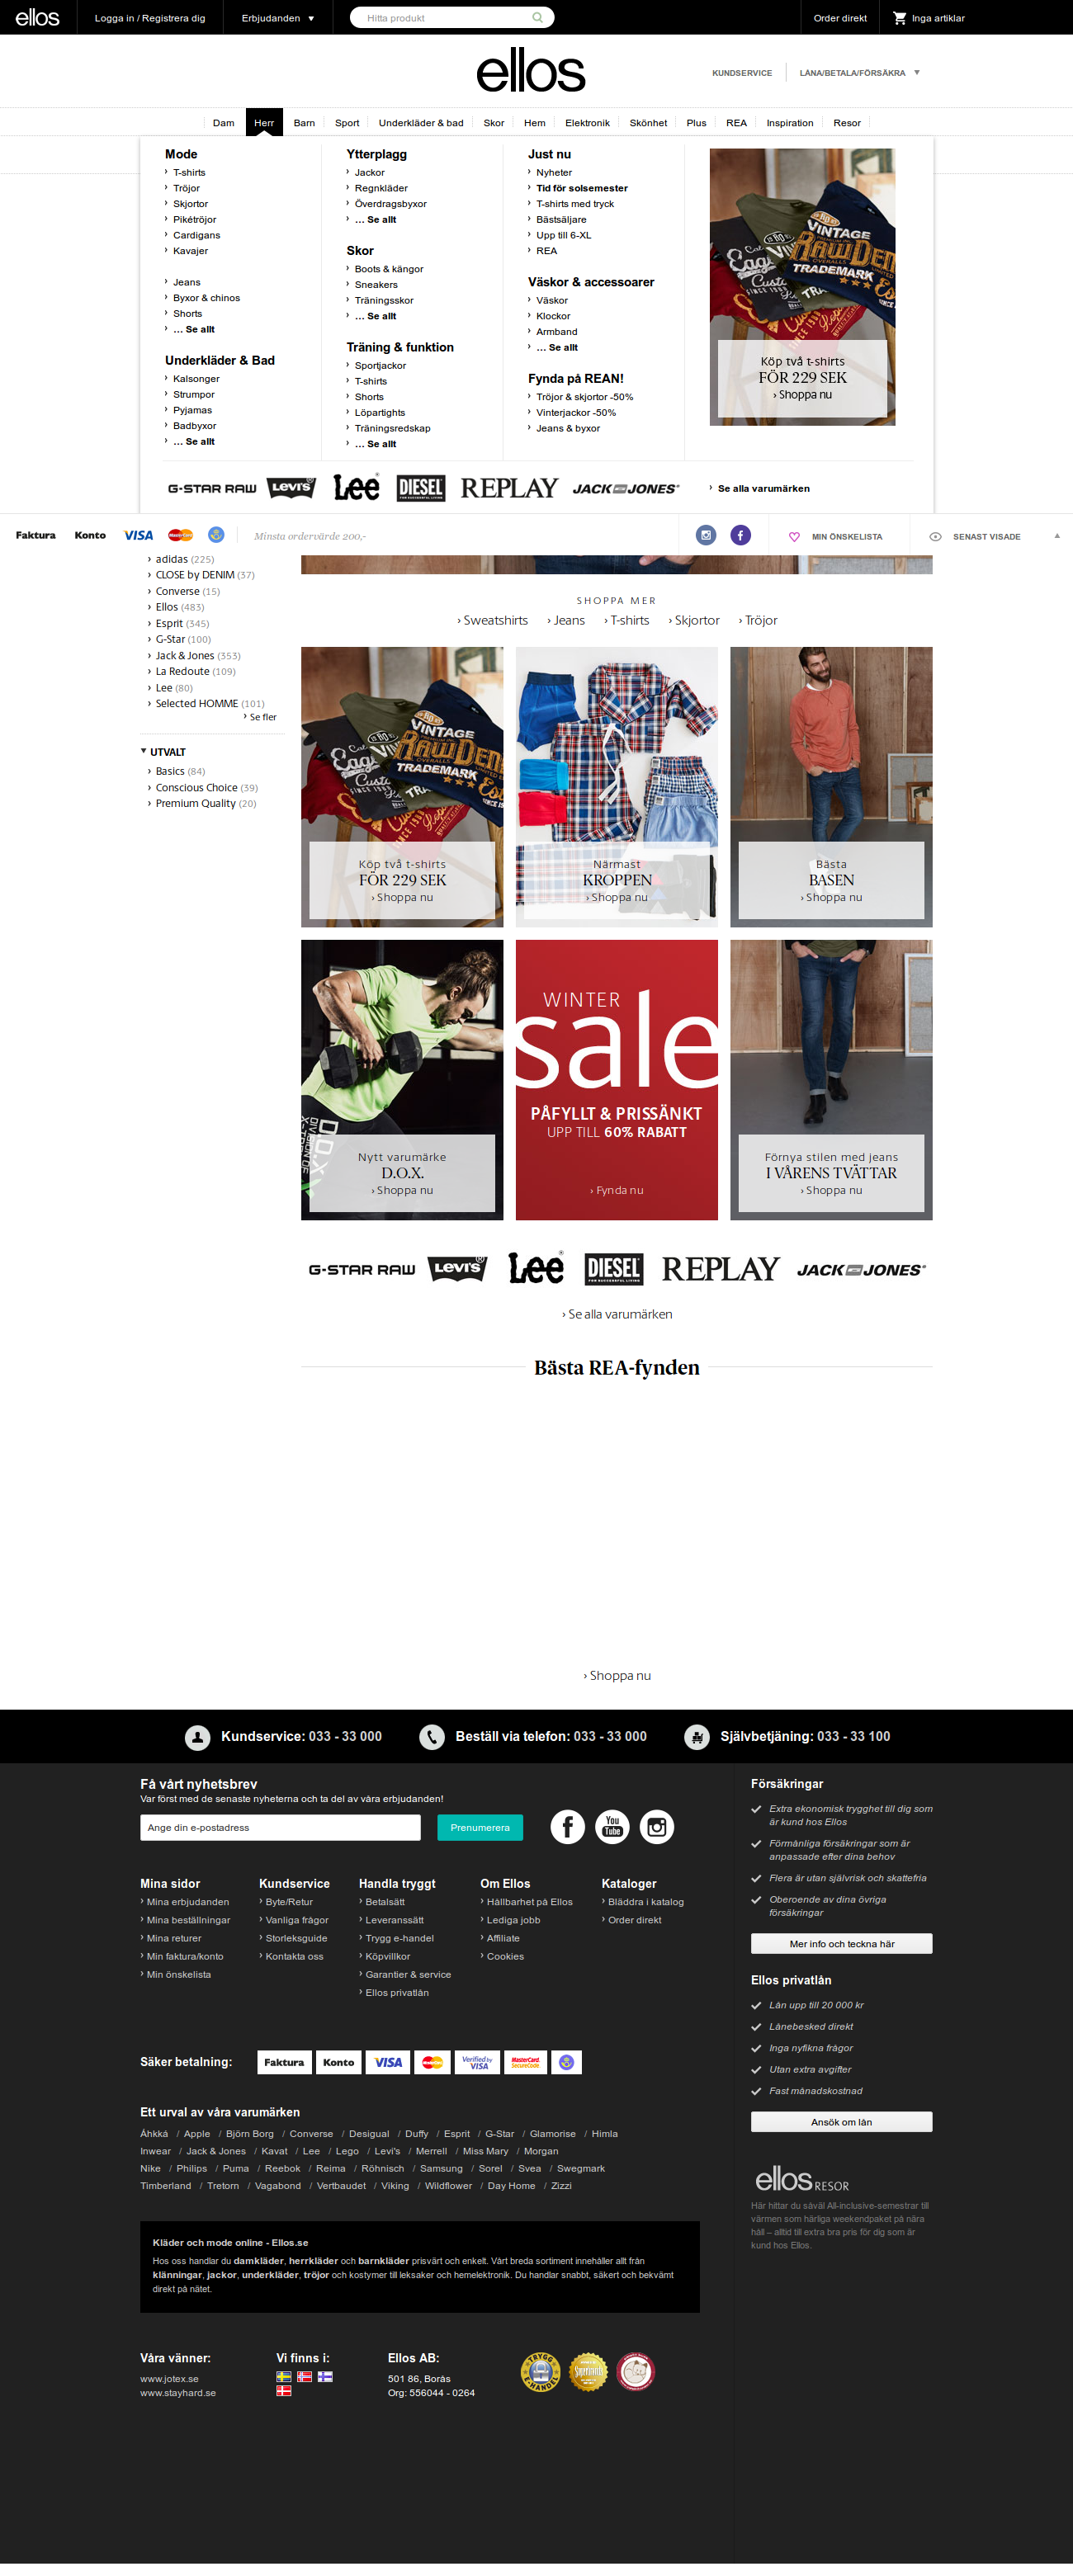 ellos Logga in / Registrera dig Erbjudanden Hitta produkt Order direkt Inga artiklar
ellos
KUNDSERVICE LÅNA/BETALA/FÖRSÄKRA
Dam Herr Barn Sport Underkläder & bad Skor Hem Elektronik Skönhet Plus REA Inspiration Resor
Mode
T-shirts
Tröjor
Skjortor
Pikétröjor
Cardigans
Kavajer
Jeans
Byxor & chinos
Shorts
... Se allt
Underkläder & Bad
Kalsonger
Strumpor
Pyjamas
Badbyxor
... Se allt
Ytterplagg
Jackor
Regnkläder
Överdragsbyxor
... Se allt
Skor
Boots & kängor
Sneakers
Träningsskor
... Se allt
Träning & funktion
Sportjackor
T-shirts
Shorts
Löpartights
Träningsredskap
... Se allt
Just nu
Nyheter
Tid för solsemester
T-shirts med tryck
Bästsäljare
Upp till 6-XL
REA
Väskor & accessoarer
Väskor
Klockor
Armband
... Se allt
Fynda på REAN!
Tröjor & skjortor -50%
Vinterjackor -50%
Jeans & byxor
VINTAGE
RAW DEN
TRADEMARK
Köp två t-shirts
FÖR 229 SEK
› Shoppa nu
G-STAR RAW LEVI'S Lee DIESEL FOR SUCCESSFUL LIVING REPLAY JACK JONES Se alla varumärken
Faktura Konto VISA MasterCard Minsta ordervärde 200,- MIN ÖNSKELISTA SENAST VISADE
adidas (225)
CLOSE by DENIM (37)
Converse (15)
Ellos (483)
Esprit (345)
G-Star (100)
Jack & Jones (353)
La Redoute (109)
Lee (80)
Selected HOMME (101)
Se fler
UTVALT
Basics (84)
Conscious Choice (39)
Premium Quality (20)
SHOPPA MER
› Sweatshirts › Jeans › T-shirts › Skjortor › Tröjor
VINTAGE
RAW DEN
TRADEMARK
Köp två t-shirts
FÖR 229 SEK
› Shoppa nu
Närmast
KROPPEN
› Shoppa nu
Bästa
BASEN
› Shoppa nu
D.O.X.
Nytt varumärke
D.O.X.
› Shoppa nu
WINTER
sale
PÅFYLLT & PRISSÄNKT
UPP TILL 60% RABATT
› Fynda nu
Förnya stilen med jeans
I VÅRENS TVÄTTAR
› Shoppa nu
G-STAR RAW LEVI'S Lee DIESEL FOR SUCCESSFUL LIVING REPLAY JACK JONES
› Se alla varumärken
Bästa REA-fynden
› Shoppa nu
Kundservice: 033 - 33 000 Beställ via telefon: 033 - 33 000 Självbetjäning: 033 - 33 100
Få vårt nyhetsbrev
Var först med de senaste nyheterna och ta del av våra erbjudanden!
Ange din e-postadress Prenumerera You Tube
Mina sidor
Mina erbjudanden
Mina beställningar
Mina returer
Min faktura/konto
Min önskelista
Kundservice
Byte/Retur
Vanliga frågor
Storleksguide
Kontakta oss
Handla tryggt
Betalsätt
Leveranssätt
Trygg e-handel
Köpvillkor
Garantier & service
Ellos privatlån
Om Ellos
Hållbarhet på Ellos
Lediga jobb
Affiliate
Cookies
Kataloger
Bläddra i katalog
Order direkt
Säker betalning: Faktura Konto VISA MasterCard Verified by VISA MasterCard SecureCode
Ett urval av våra varumärken
Áhkká / Apple / Björn Borg / Converse / Desigual / Duffy / Esprit / G-Star / Glamorise / Himla
Inwear / Jack & Jones / Kavat / Lee / Lego / Levi's / Merrell / Miss Mary / Morgan
Nike / Philips / Puma / Reebok / Reima / Röhnisch / Samsung / Sorel / Svea / Swegmark
Timberland / Tretorn / Vagabond / Vertbaudet / Viking / Wildflower / Day Home / Zizzi
Kläder och mode online - Ellos.se
Hos oss handlar du damkläder, herrkläder och barnkläder prisvärt och enkelt. Vårt breda sortiment innehåller allt från
klänningar, jackor, underkläder, tröjor och kostymer till leksaker och hemelektronik. Du handlar snabbt, säkert och bekvämt
direkt på nätet.
Våra vänner:
www.jotex.se
www.stayhard.se
Vi finns i:
Ellos AB:
501 86, Borås
Org: 556044 - 0264
TRYGG E-HANDEL
Försäkringar
Extra ekonomisk trygghet till dig som
är kund hos Ellos
Förmånliga försäkringar som är
anpassade efter dina behov
Flera är utan självrisk och skattefria
Oberoende av dina övriga
försäkringar
Mer info och teckna här
Ellos privatlån
Lån upp till 20 000 kr
Lånebesked direkt
Inga nyfikna frågor
Utan extra avgifter
Fast månadskostnad
Ansök om lån
ellos RESOR
Här hittar du såväl All-inclusive-semestrar till
värmen som härliga weekendpaket på nära
håll – alltid till extra bra pris för dig som är
kund hos Ellos.